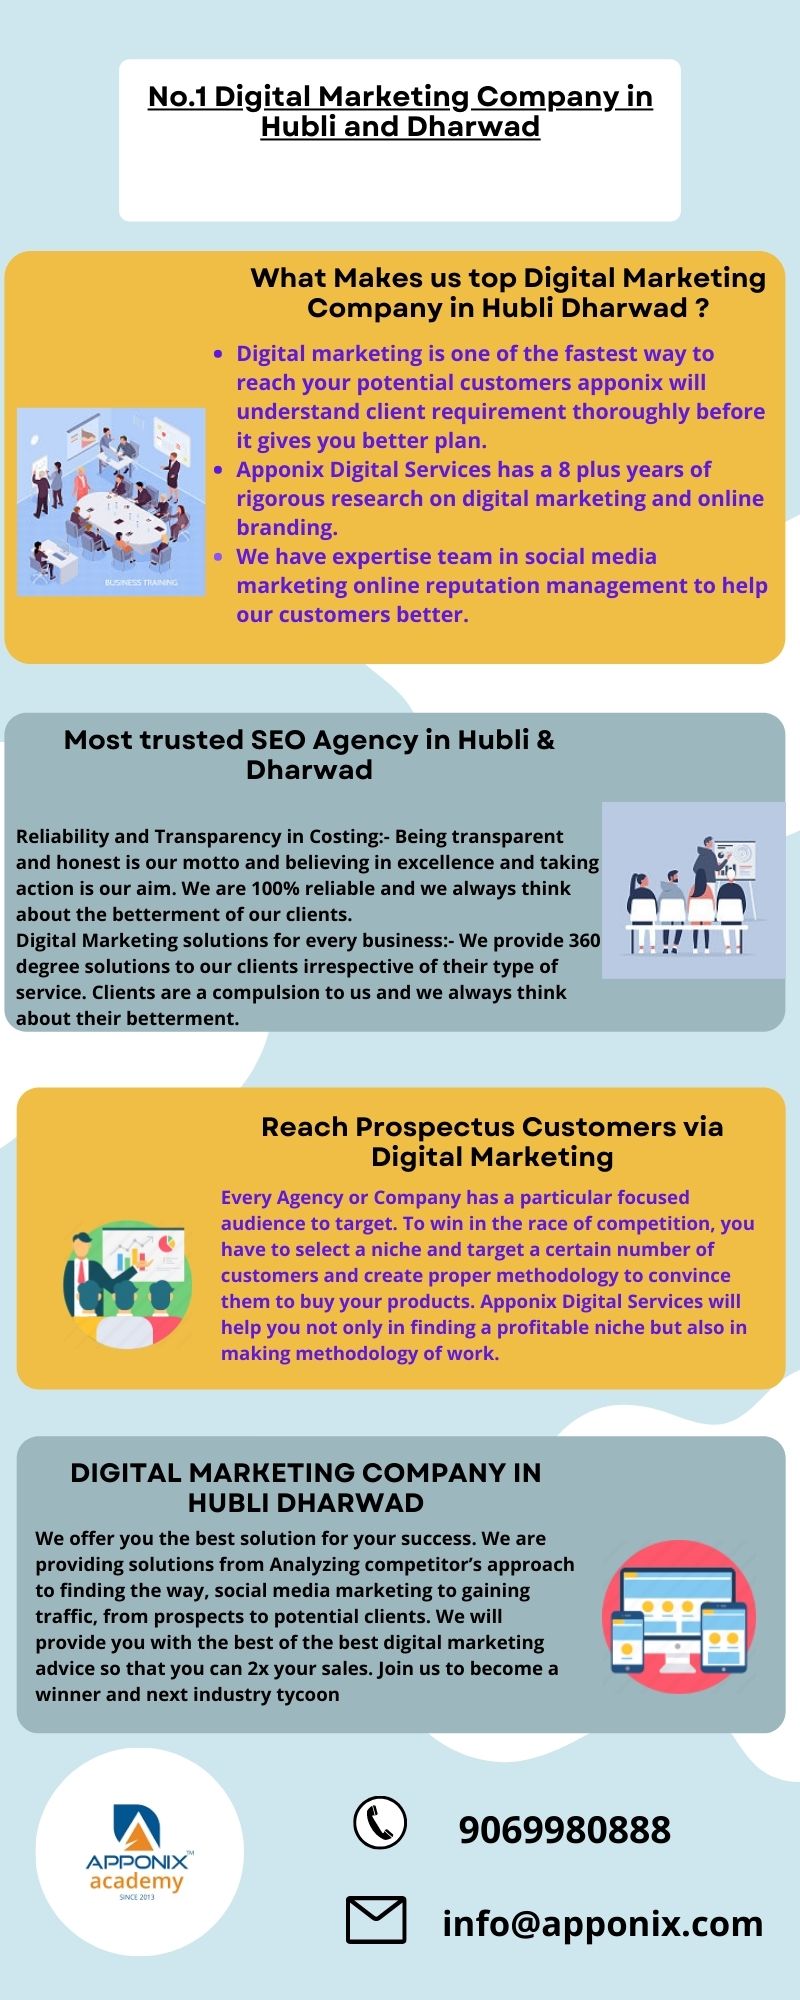 No.1 Digital Marketing Company in
Hubli and Dharwad
What Makes us top Digital Marketing
Company in Hubli Dharwad ?
• Digital marketing is one of the fastest way to
reach your potential customers apponix will
understand client requirement thoroughly before
it gives you better plan.
• Apponix Digital Services has a 8 plus years of
rigorous research on digital marketing and online
branding.
• We have expertise team in social media
marketing online reputation management to help
our customers better.
BUSINESS TRAINING
Most trusted SEO Agency in Hubli &
Dharwad
Reliability and Transparency in Costing:- Being transparent
and honest is our motto and believing in excellence and taking
action is our aim. We are 100% reliable and we always think
about the betterment of our clients.
Digital Marketing solutions for every business:- We provide 360
degree solutions to our clients irrespective of their type of
service. Clients are a compulsion to us and we always think
about their betterment.
Reach Prospectus Customers via
Digital Marketing
Every Agency or Company has a particular focused
audience to target. To win in the race of competition, you
have to select a niche and target a certain number of
customers and create proper methodology to convince
them to buy your products. Apponix Digital Services will
help you not only in finding a profitable niche but also in
making methodology of work.
DIGITAL MARKETING COMPANY IN
HUBLI DHARWAD
We offer you the best solution for your success. We are
providing solutions from Analyzing competitor’s approach
to finding the way, social media marketing to gaining
traffic, from prospects to potential clients. We will
provide you with the best of the best digital marketing
advice so that you can 2x your sales. Join us to become a
winner and next industry tycoon
APPONIX™
academy
SINCE 2013
9069980888
info@apponix.com